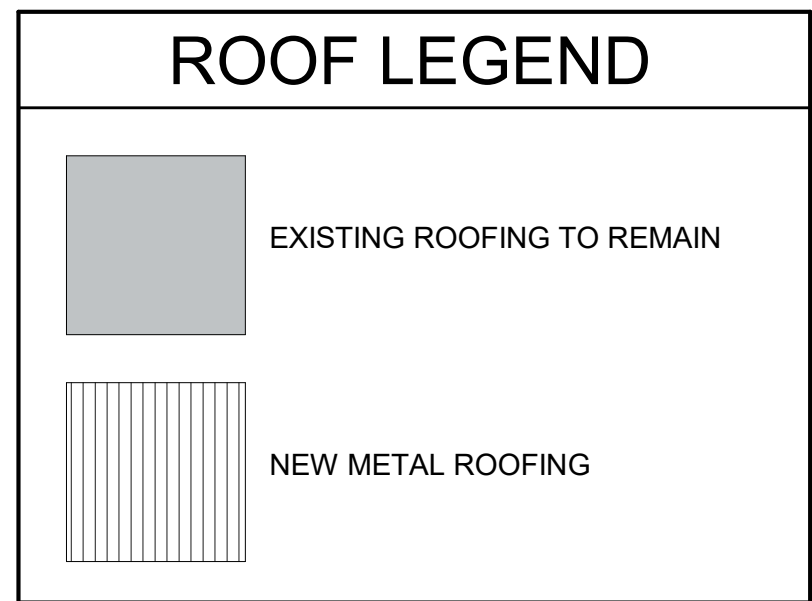 ROOF LEGEND
EXISTING ROOFING TO REMAIN
NEW METAL ROOFING